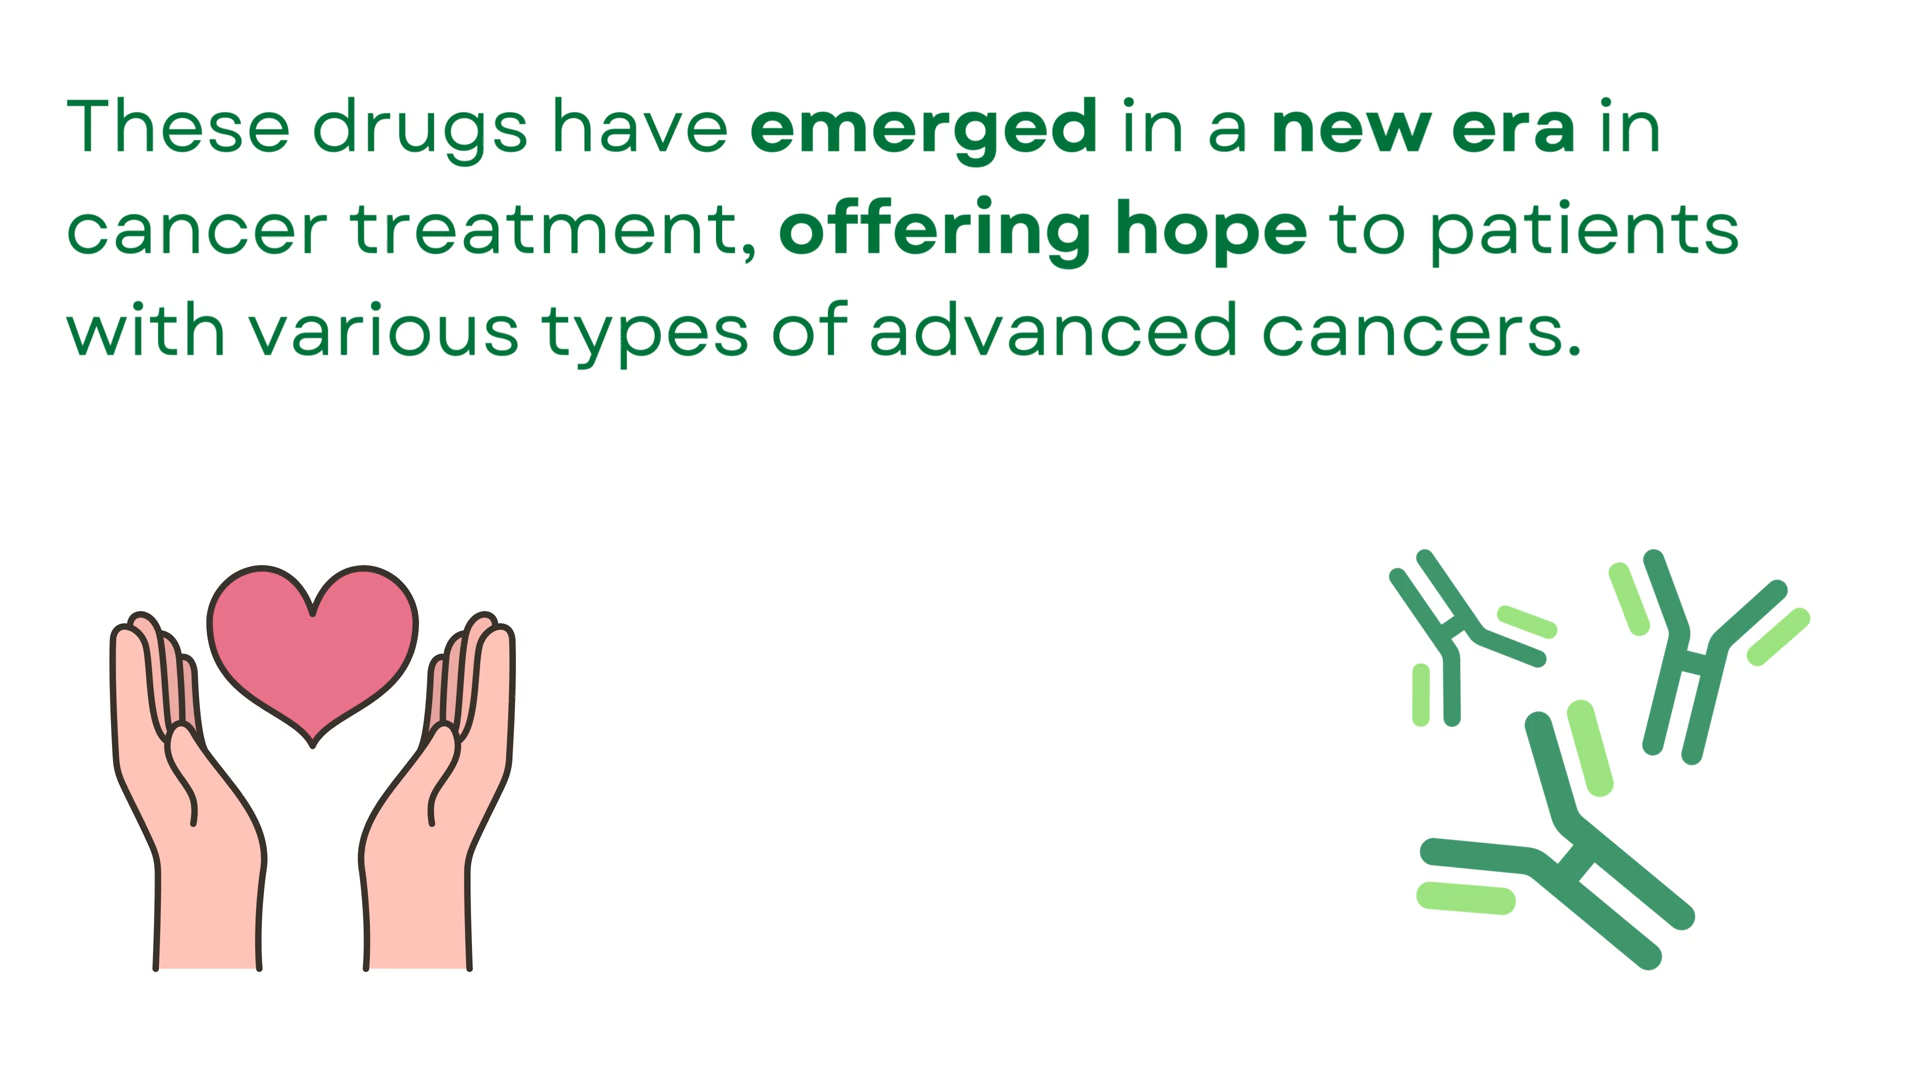 These drugs have emerged in a new era in
cancer treatment, offering hope to patients
with various types of advanced cancers.